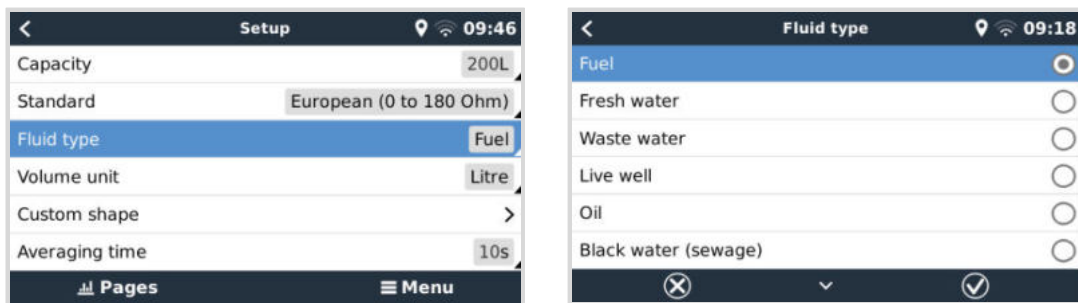 Setup 09:46
Capacity 200L
Standard European (0 to 180 Ohm)
Fluid type Fuel
Volume unit Litre
Custom shape
Averaging time 10s
Pages Menu
Fluid type 09:18
Fuel
Fresh water
Waste water
Live well
Oil
Black water (sewage)